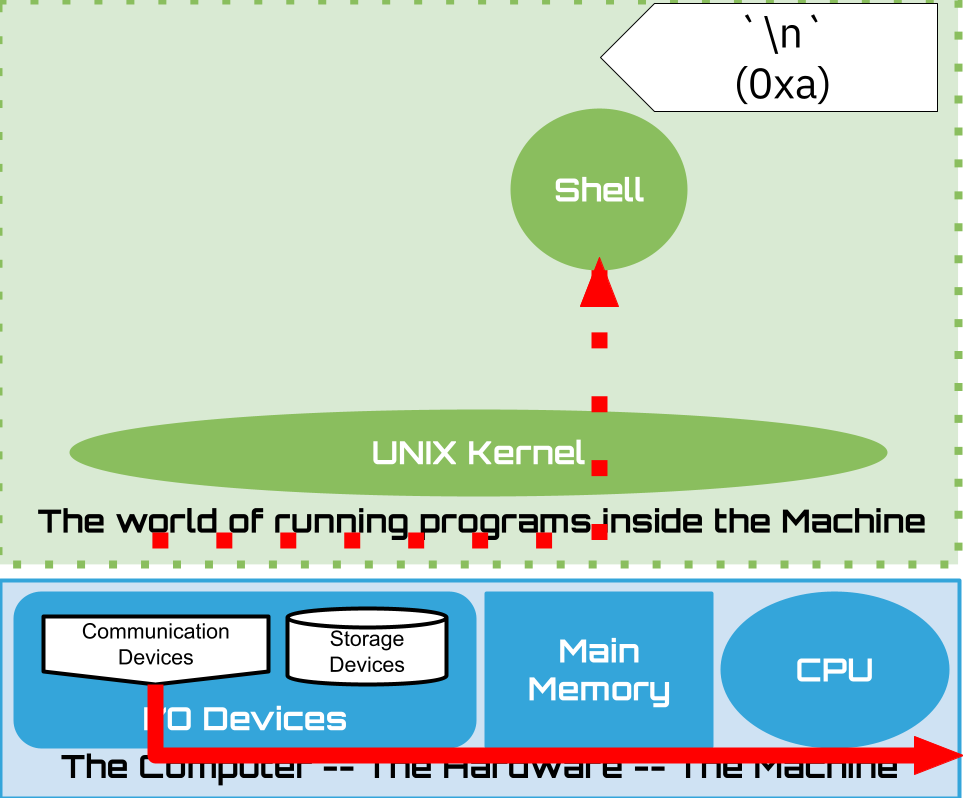 `\n`
(0xa)
Shell
UNIX Kernel
The world of running programs inside the Machine
Communication
Devices
Storage
Devices
I/O Devices
Main
Memory
CPU
The Computer -- The Hardware -- The Machine